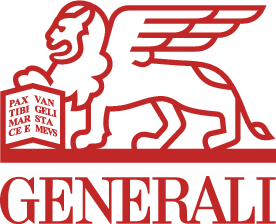 PAX VAN
TIBI GELI
MAR STA
CE E MEVS
GENERALI